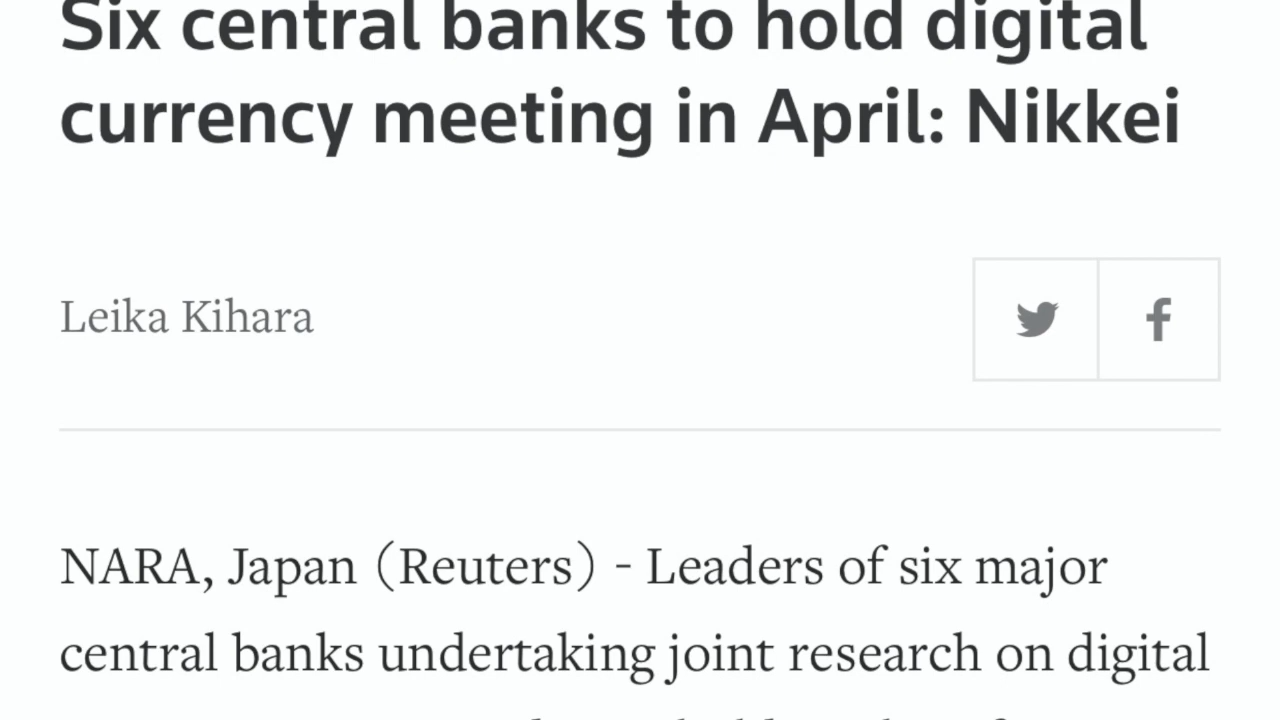 Six central banks to hold digital
currency meeting in April: Nikkei
Leika Kihara
NARA, Japan (Reuters) - Leaders of six major
central banks undertaking joint research on digital